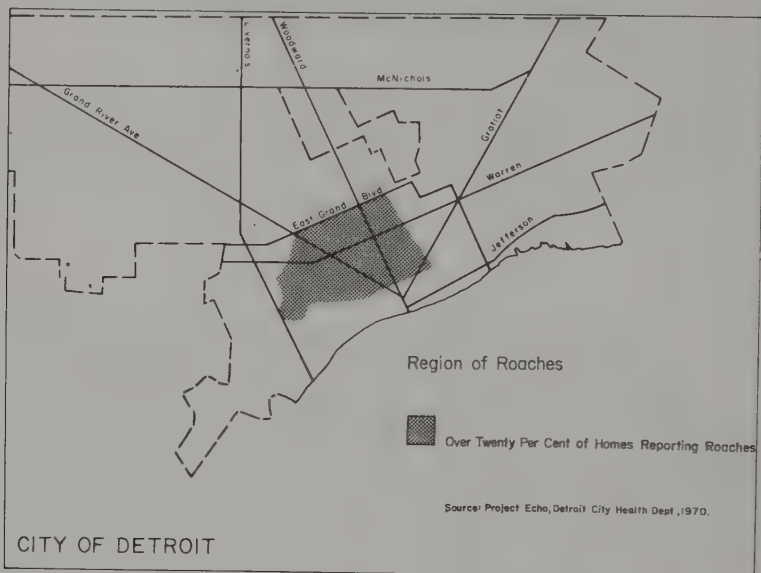 Livernois
Woodward
McNichols
Grand River Ave
Gratiot
Warren
East Grand Blvd
Jefferson
Region of Roaches
Over Twenty Per Cent of Homes Reporting Roaches
Source: Project Echo, Detroit City Health Dept., 1970.
CITY OF DETROIT